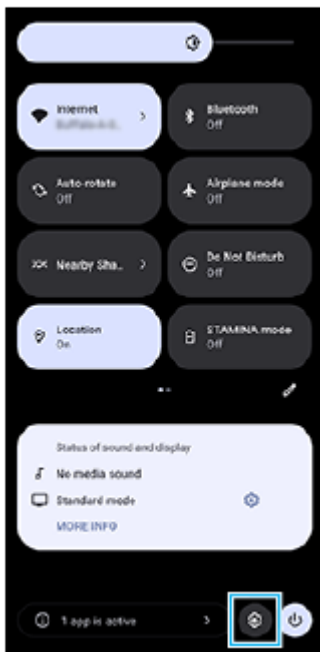 Internet
Bluetooth
Off
Auto-rotate
Off
Airplane mode
Off
Nearby Sha..
Do Not Disturb
Off
Location
On
STAMINA mode
Off
Status of sound and display
No media sound
Standard mode
MORE INFO
1 app is active